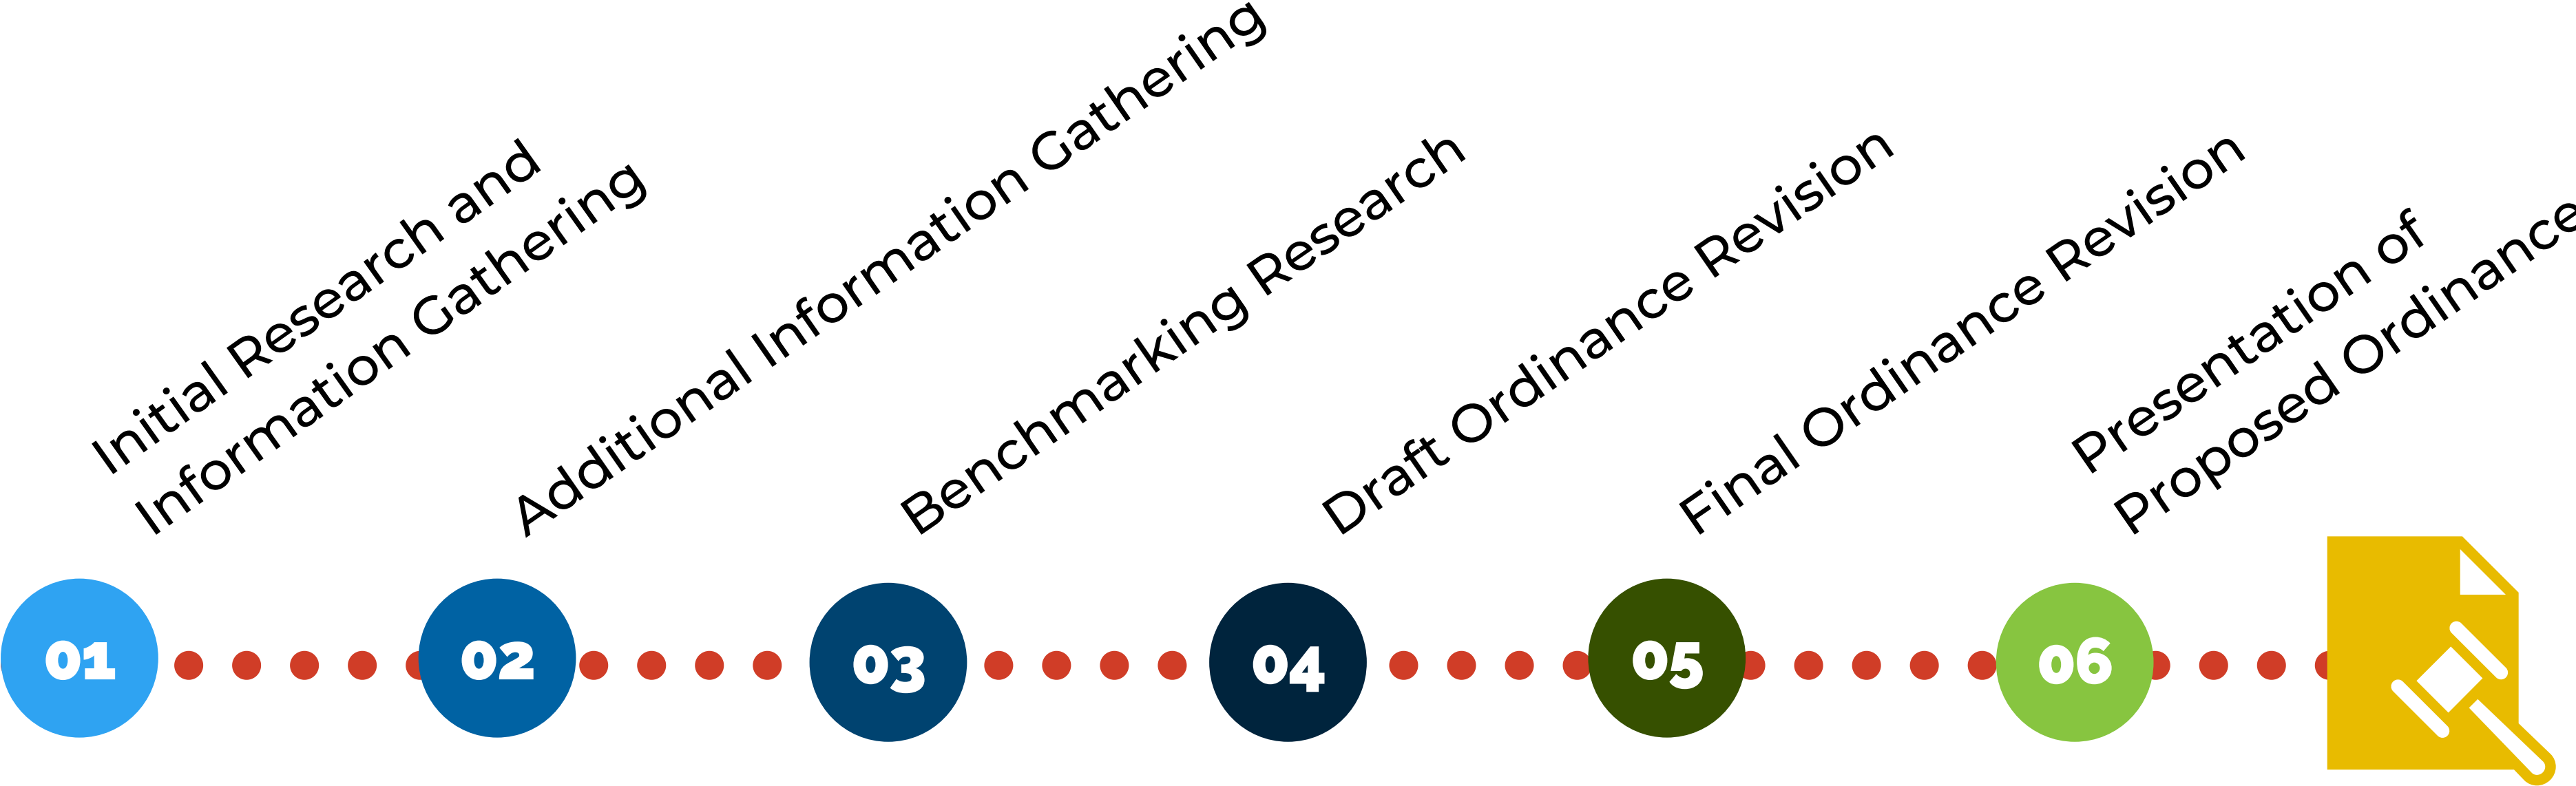 Initial Research and
Information Gathering
Additional Information Gathering
Benchmarking Research
Draft Ordinance Revision
Final Ordinance Revision
Presentation of
Proposed Ordinance
01
02
03
04
05
06